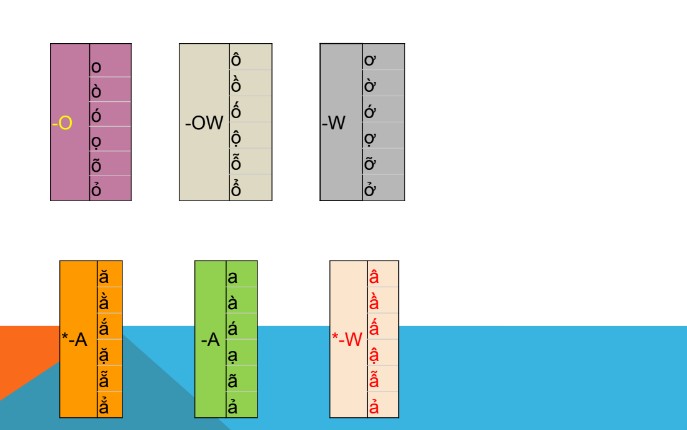 -O
o
ò
ó
ọ
õ
ỏ
-OW
ô
ồ
ố
ộ
ỗ
ổ
-W
ơ
ờ
ớ
ợ
ỡ
ở
*-A
ă
ằ
ắ
ặ
ẵ
ẳ
-A
a
à
á
ạ
ã
ả
*-W
â
ầ
ấ
ậ
ẫ
ả